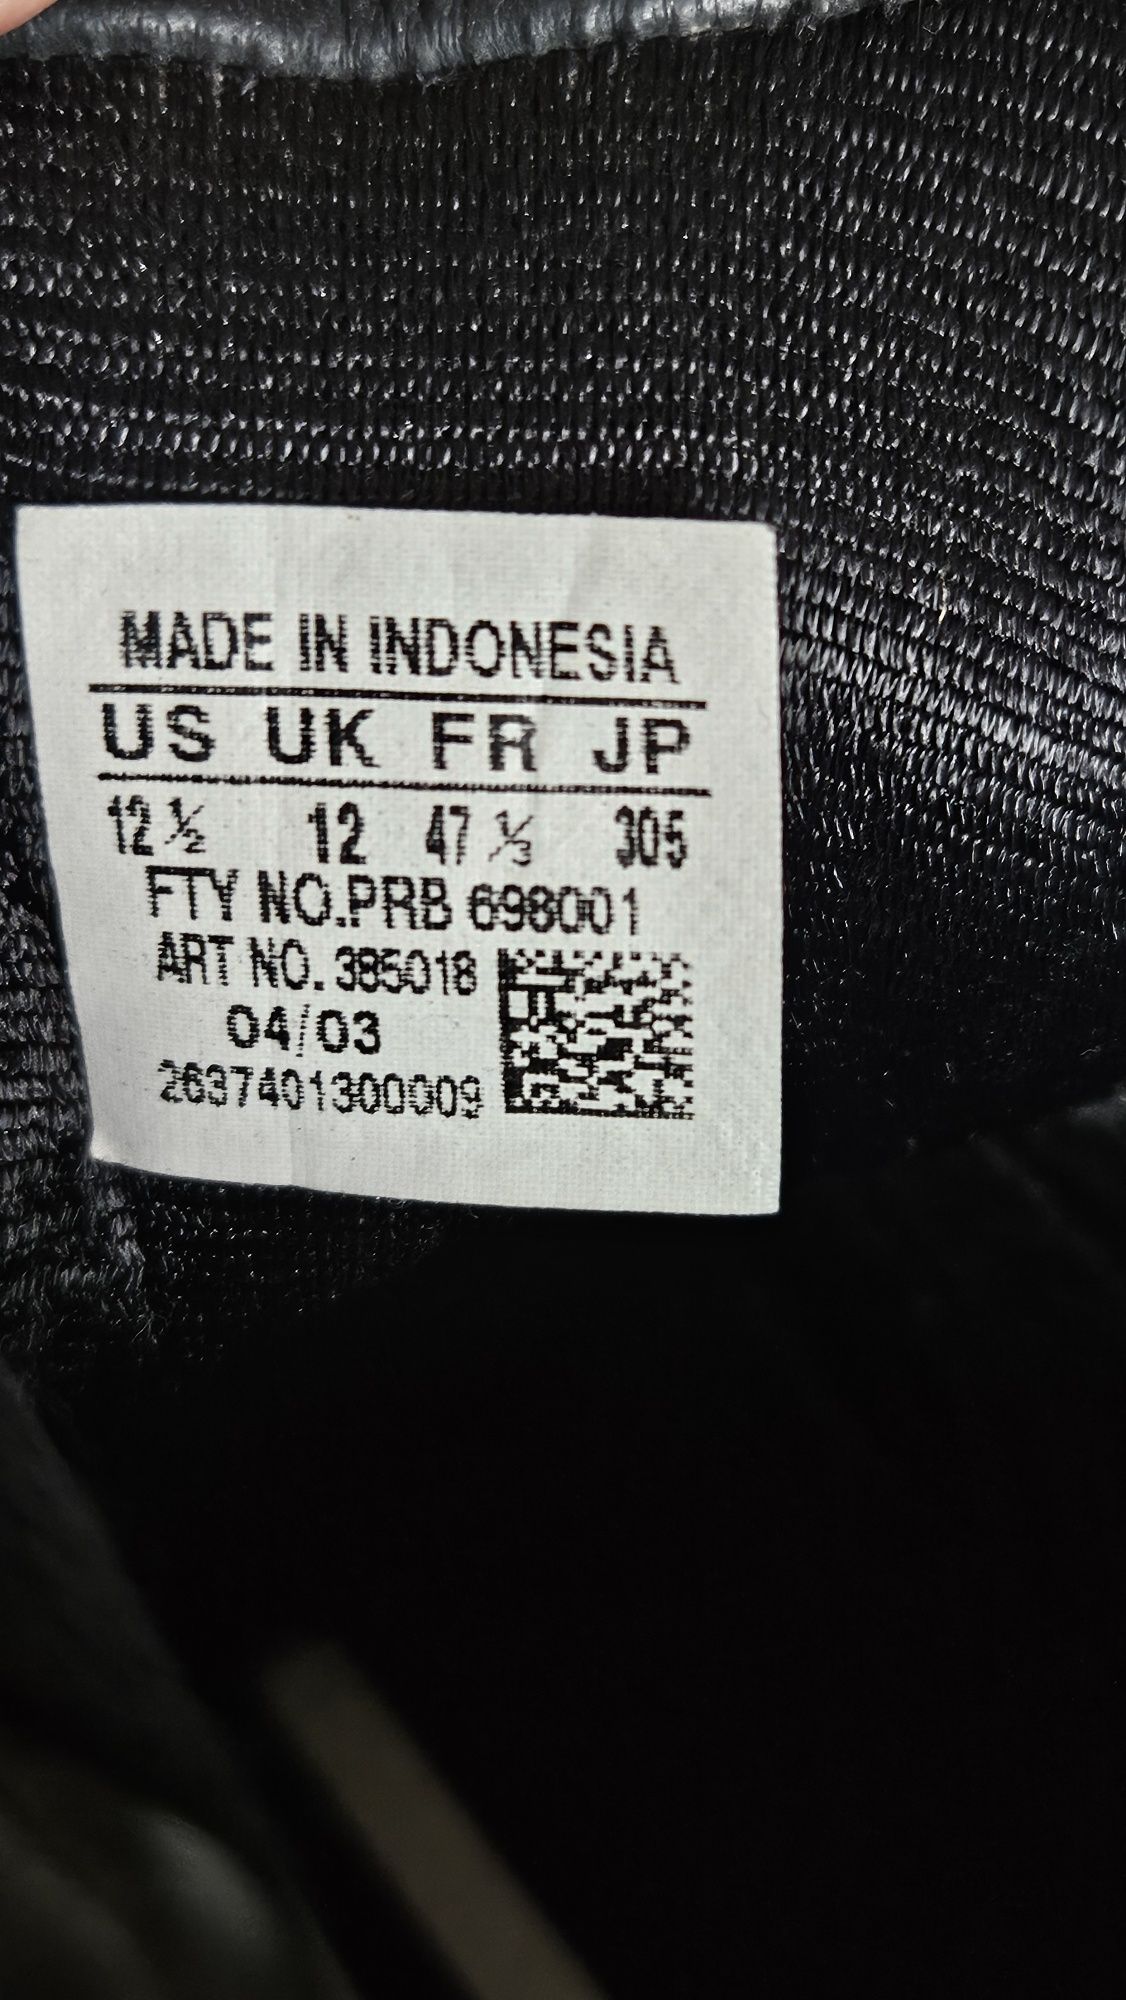 MADE IN INDONESIA
US UK FR JP
12 ½ 12 47 ⅓ 305
FTY NO.PRB 698001
ART NO. 385018
04/03
2637401300009